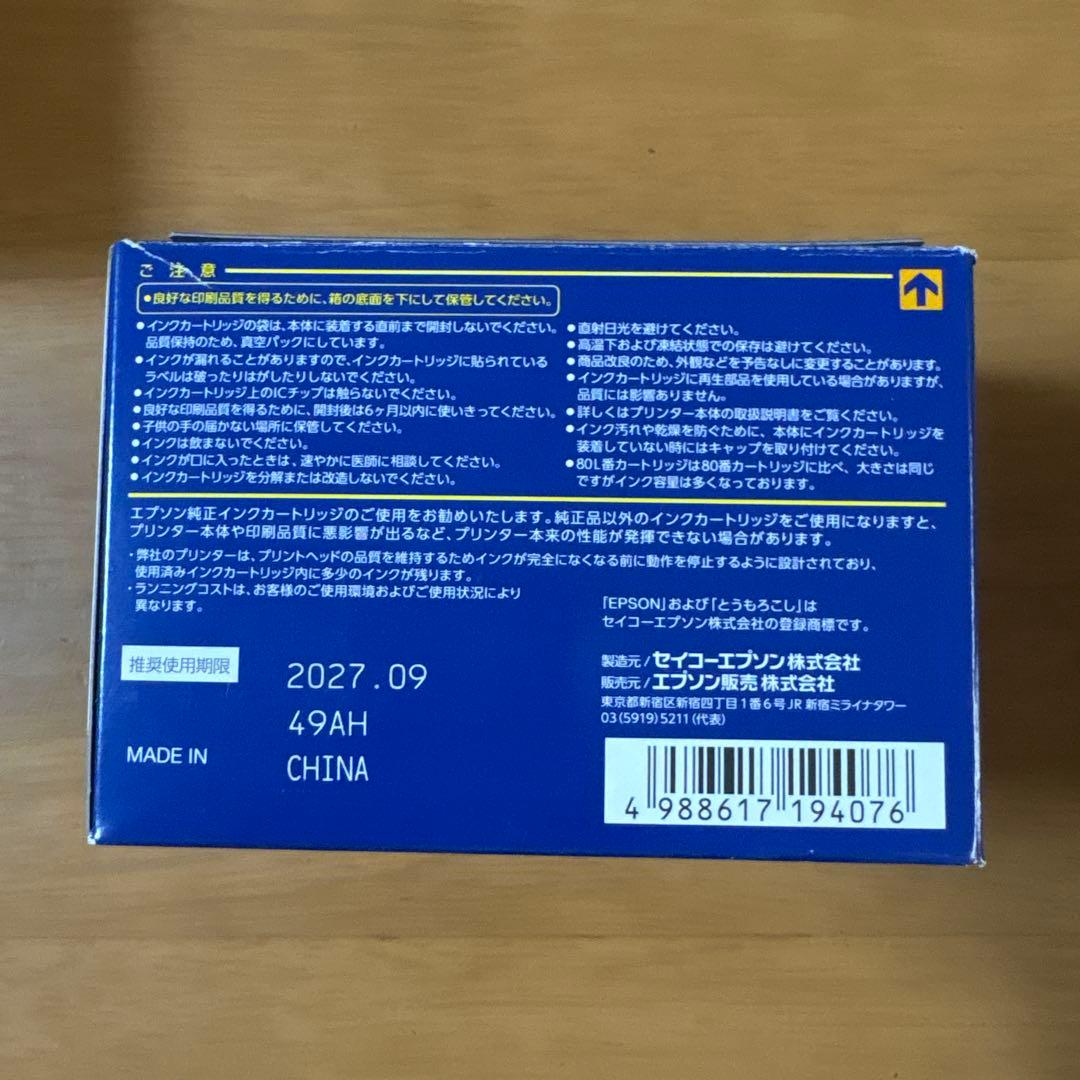 ご注意
●良好な印刷品質を得るために、箱の底面を下にして保管してください。
●インクカートリッジの袋は、本体に装着する直前まで開封しないでください。
品質保持のため、真空パックにしています。
●インクが漏れることがありますので、インクカートリッジに貼られている
ラベルは破ったりはがしたりしないでください。
●インクカートリッジ上のICチップは触らないでください。
●良好な印刷品質を得るために、開封後は6ヶ月以内に使いきってください。
●子供の手の届かない場所に保管してください。
●インクは飲まないでください。
●インクが口に入ったときは、速やかに医師に相談してください。
●インクカートリッジを分解または改造しないでください。
●直射日光を避けてください。
●高温下および凍結状態での保存は避けてください。
●商品改良のため、外観などを予告なしに変更することがあります。
●インクカートリッジに再生部品を使用している場合がありますが、
品質には影響ありません。
●詳しくはプリンター本体の取扱説明書をご覧ください。
●インク汚れや乾燥を防ぐために、本体にインクカートリッジを
装着していない時にはキャップを取り付けてください。
●80L番カートリッジは80番カートリッジに比べ、大きさは同じ
ですがインク容量は多くなっております。
エプソン純正インクカートリッジのご使用をお勧めいたします。純正品以外のインクカートリッジをご使用になりますと、
プリンター本体や印刷品質に悪影響が出るなど、プリンター本来の性能が発揮できない場合があります。
・弊社のプリンターは、プリントヘッドの品質を維持するためインクが完全になくなる前に動作を停止するように設計されており、
使用済みインクカートリッジ内に多少のインクが残ります。
・ランニングコストは、お客様のご使用環境およびご使用状況により
異なります。
「EPSON」および「とうもろこし」は
セイコーエプソン株式会社の登録商標です。
推奨使用期限
2027.09
49AH
MADE IN
CHINA
製造元/セイコーエプソン株式会社
販売元/エプソン販売株式会社
東京都新宿区新宿四丁目1番6号JR新宿ミライナタワー
03(5919)5211(代表)
4 988617 194076